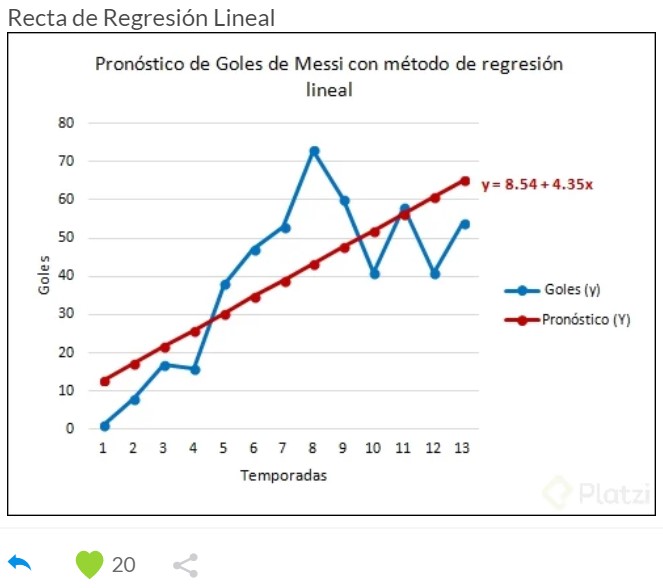 Recta de Regresión Lineal
Pronóstico de Goles de Messi con método de regresión
lineal
80
70
60
50
40
30
20
10
0
Goles
y = 8.54 + 4.35x
Goles (y)
Pronóstico (Y)
1 2 3 4 5 6 7 8 9 10 11 12 13
Temporadas
Platzi
20